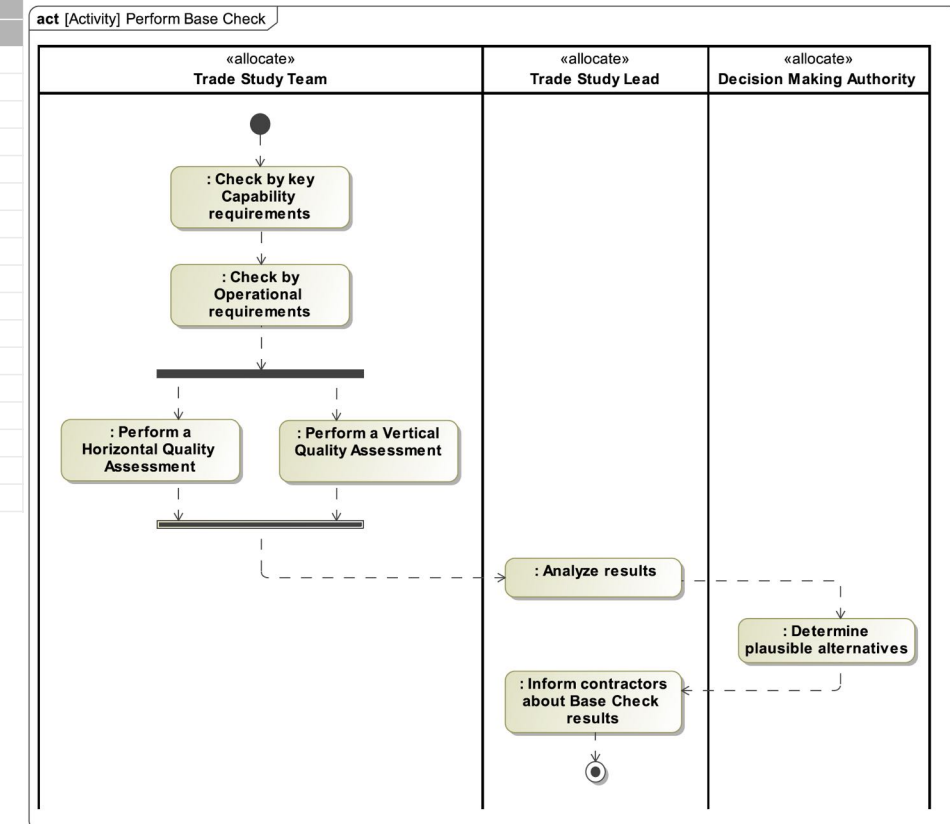 act [Activity] Perform Base Check
«allocate»
Trade Study Team
«allocate»
Trade Study Lead
«allocate»
Decision Making Authority
: Check by key
Capability
requirements
: Check by
Operational
requirements
: Perform a
Horizontal Quality
Assessment
: Perform a Vertical
Quality Assessment
: Analyze results
: Determine
plausible alternatives
: Inform contractors
about Base Check
results